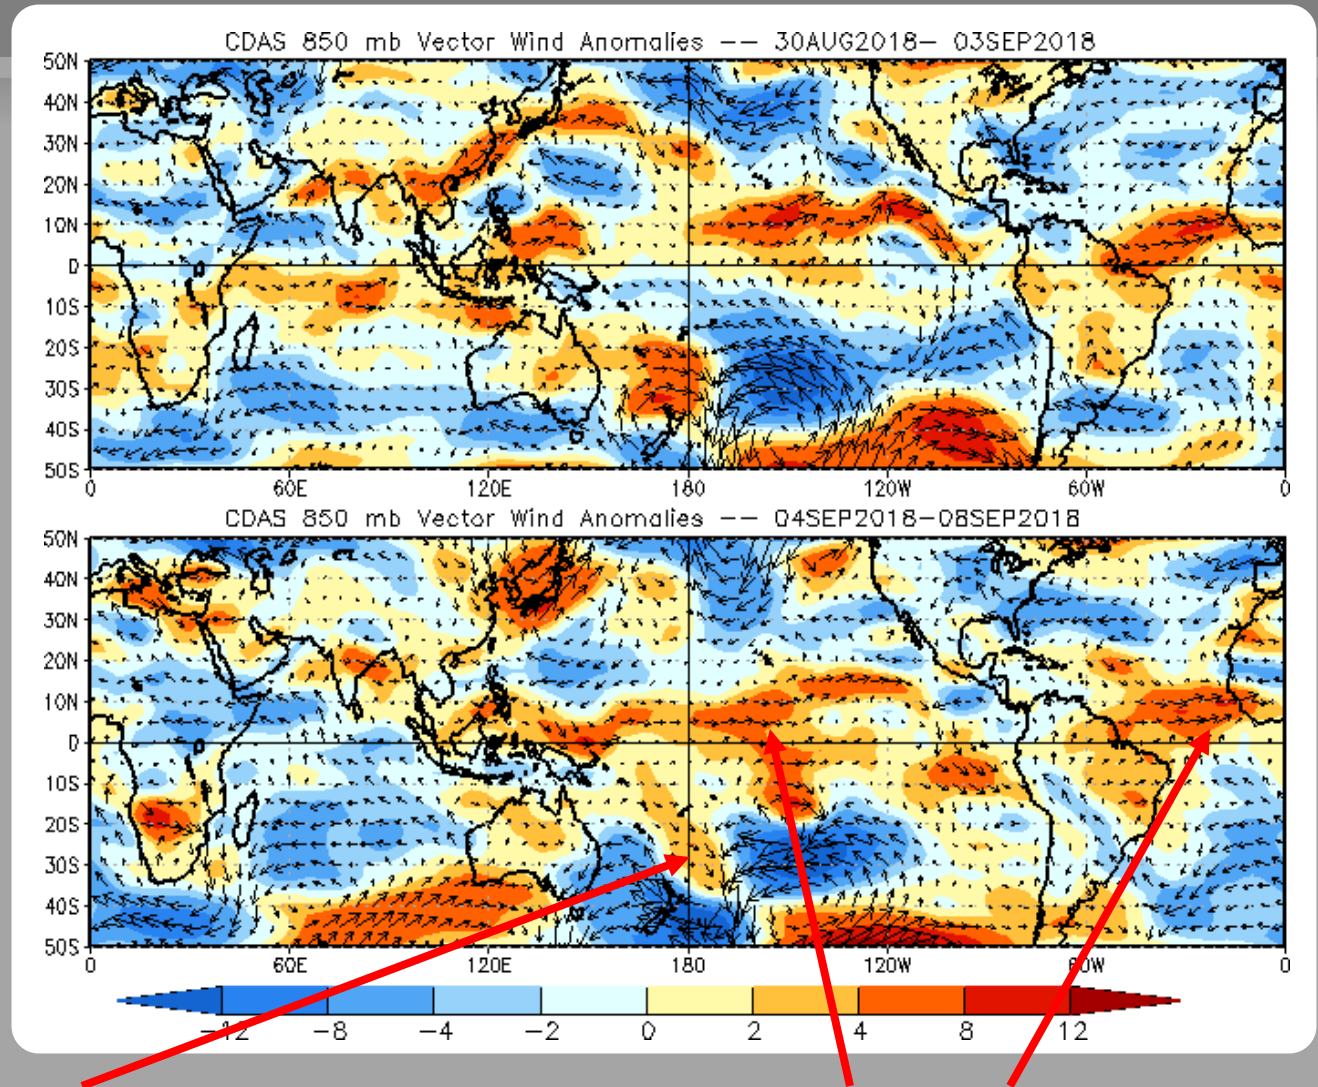 CDAS 850 mb Vector Wind Anomalies -- 30AUG2018- 03SEP2018
50N
40N
30N
20N
10N
0
10S
20S
30S
40S
50S
0 60E 120E 180 120W 60W 0
CDAS 850 mb Vector Wind Anomalies -- 04SEP2018-08SEP2018
50N
40N
30N
20N
10N
0
10S
20S
30S
40S
50S
0 60E 120E 180 120W 60W 0
-12 -8 -4 -2 0 2 4 8 12